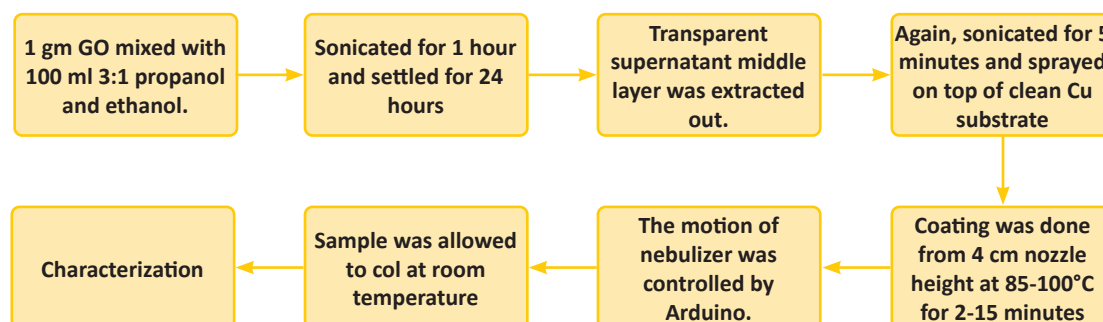 1 gm GO mixed with
100 ml 3:1 propanol
and ethanol.
Sonicated for 1 hour
and settled for 24
hours
Transparent
supernatant middle
layer was extracted
out.
Again, sonicated for 5
minutes and sprayed
on top of clean Cu
substrate
Coating was done
from 4 cm nozzle
height at 85-100°C
for 2-15 minutes
The motion of
nebulizer was
controlled by
Arduino.
Sample was allowed
to col at room
temperature
Characterization